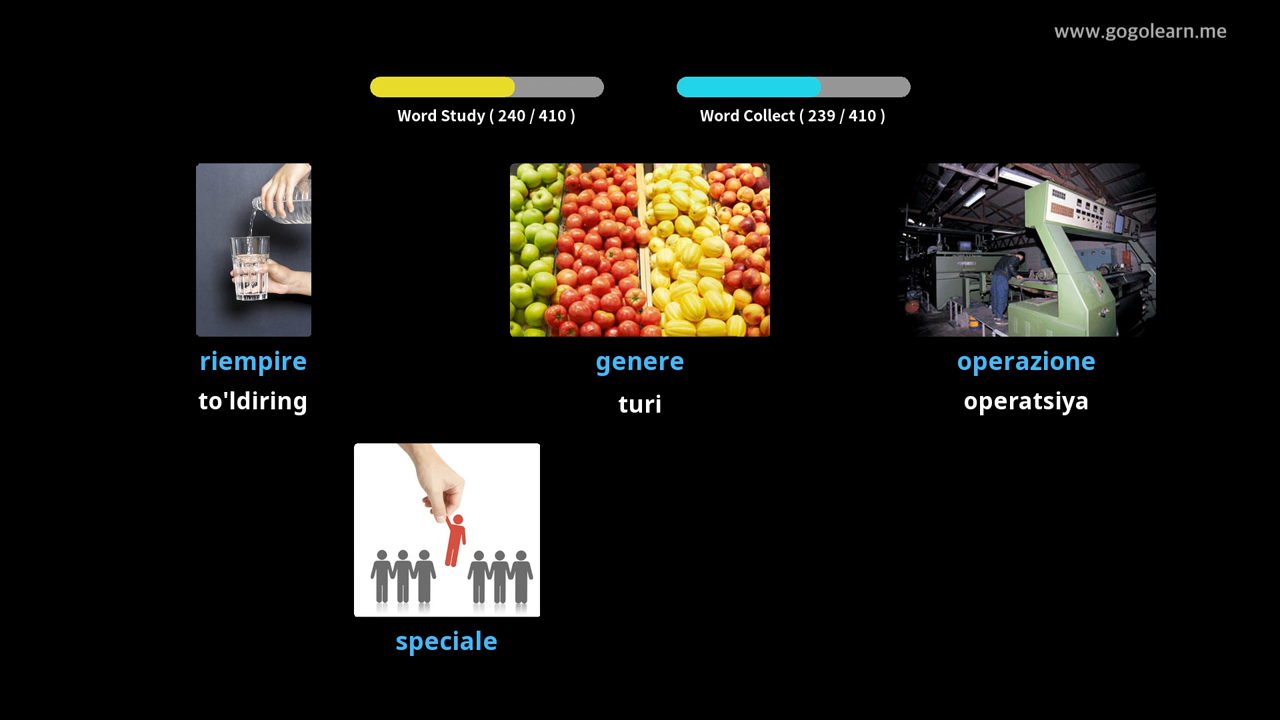 www.gogolearn.me
Word Study ( 240 / 410 )
Word Collect ( 239 / 410 )
riempire
to'ldiring
genere
turi
operazione
operatsiya
speciale